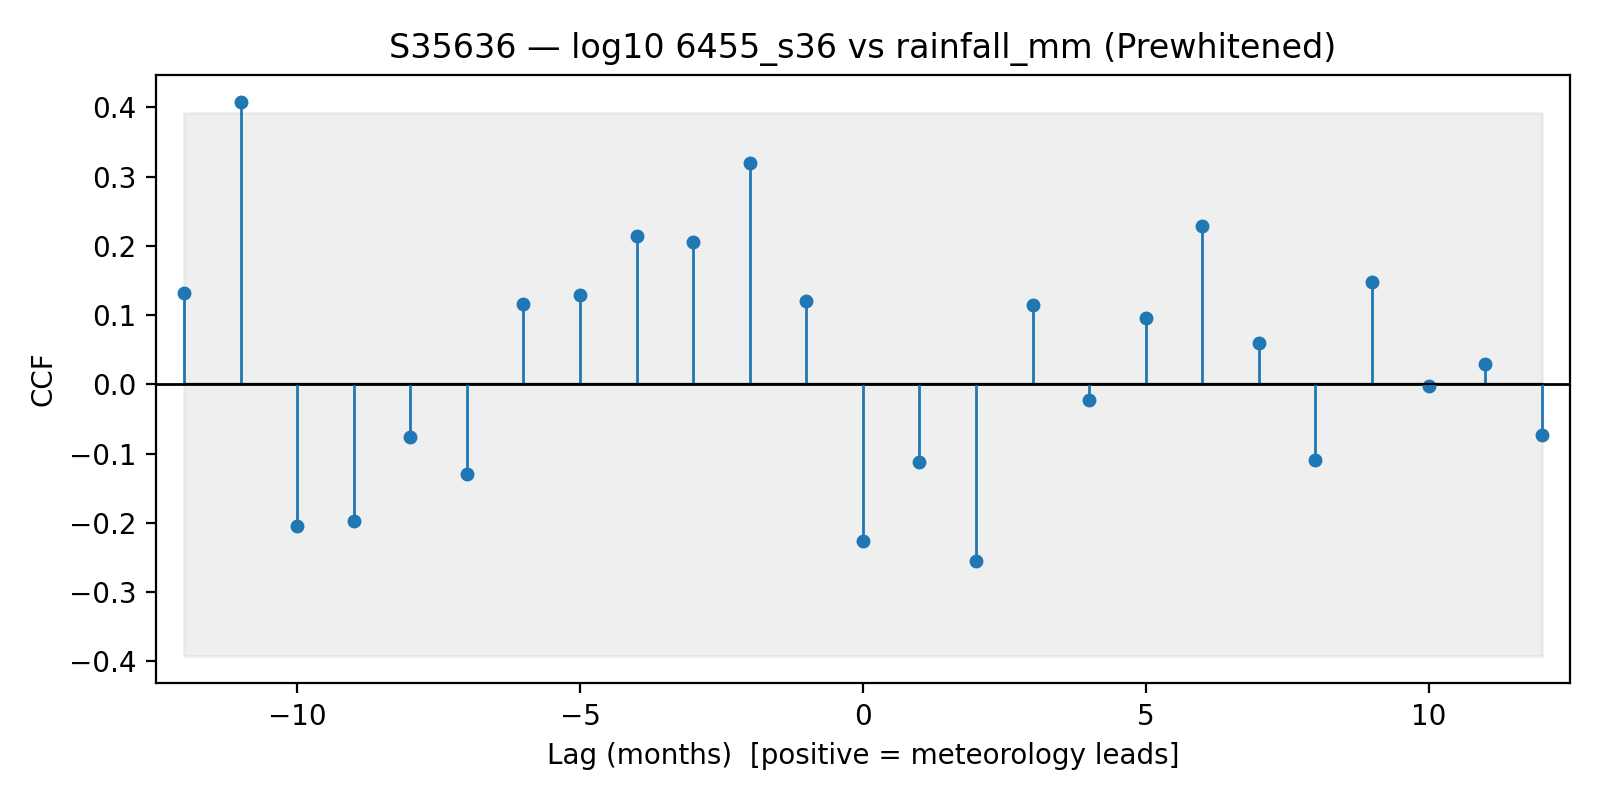 S35636 — log10 6455_s36 vs rainfall_mm (Prewhitened)
CCF
0.4
0.3
0.2
0.1
0.0
−0.1
−0.2
−0.3
−0.4
−10 −5 0 5 10
Lag (months)  [positive = meteorology leads]